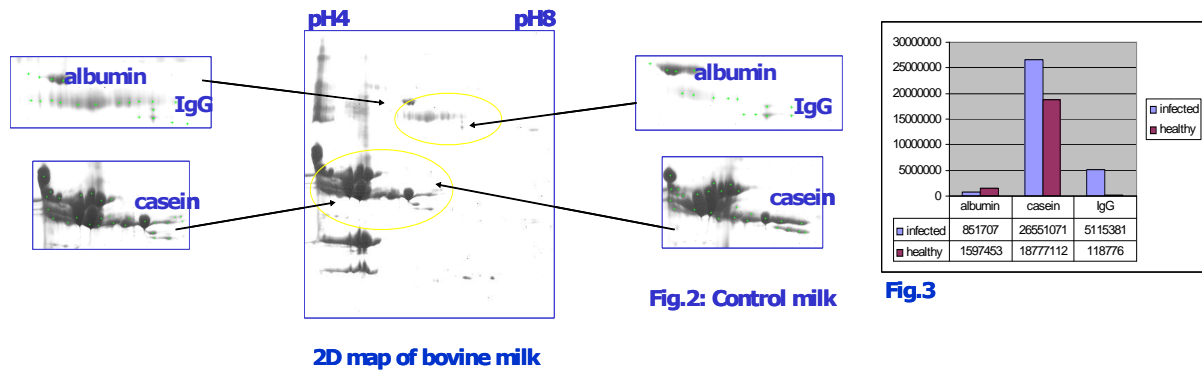 pH4 pH8
albumin
IgG
casein
albumin
IgG
casein
Fig.2: Control milk
2D map of bovine milk
30000000
25000000
20000000
15000000
10000000
5000000
0
albumin casein IgG
infected 851707 26551071 5115381
healthy 1597453 18777112 118776
infected
healthy
Fig.3